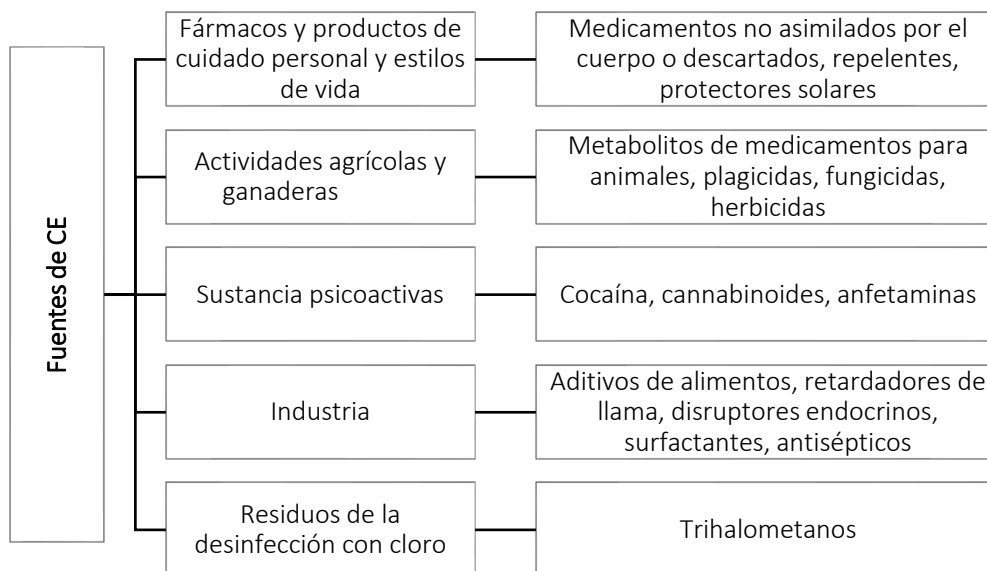 Fuentes de CE
Fármacos y productos de
cuidado personal y estilos
de vida
Medicamentos no asimilados por el
cuerpo o descartados, repelentes,
protectores solares
Actividades agrícolas y
ganaderas
Metabolitos de medicamentos para
animales, plagicidas, fungicidas,
herbicidas
Sustancia psicoactivas
Cocaína, cannabinoides, anfetaminas
Industria
Aditivos de alimentos, retardadores de
llama, disruptores endocrinos,
surfactantes, antisépticos
Residuos de la
desinfección con cloro
Trihalometanos